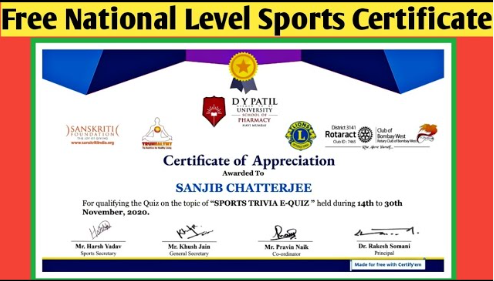 Free National Level Sports Certificate
D Y PATIL
UNIVERSITY
SCHOOL OF
PHARMACY
SANSKRITI
FOUNDATION
www.sanskritiindia.org
LIONS
District 3141
Rotaract
Club ID - 7465
Club of
Bombay West
Certificate of Appreciation
Awarded To
SANJIB CHATTERJEE
For qualifying the Quiz on the topic of "SPORTS TRIVIA E-QUIZ " held during 14th to 30th
November, 2020.
Mr. Harsh Yadav
Sports Secretary
Mr. Khush Jain
General Secretary
Mr. Pravin Naik
Co-ordinator
Dr. Rakesh Somani
Principal
Made for free with Certify'em